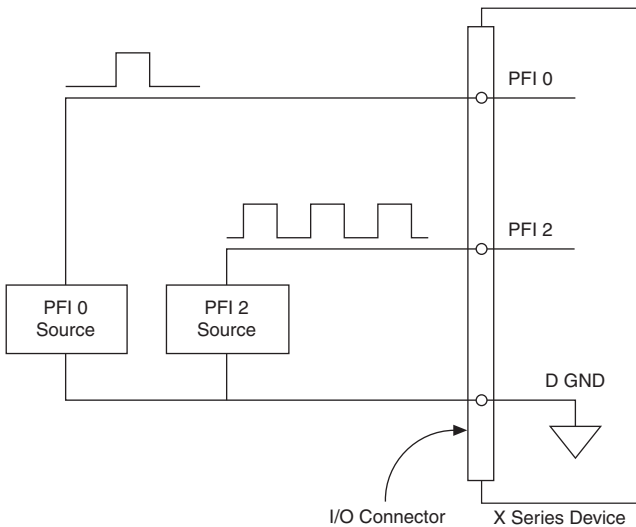 PFI 0
PFI 2
PFI 0
Source
PFI 2
Source
D GND
I/O Connector
X Series Device